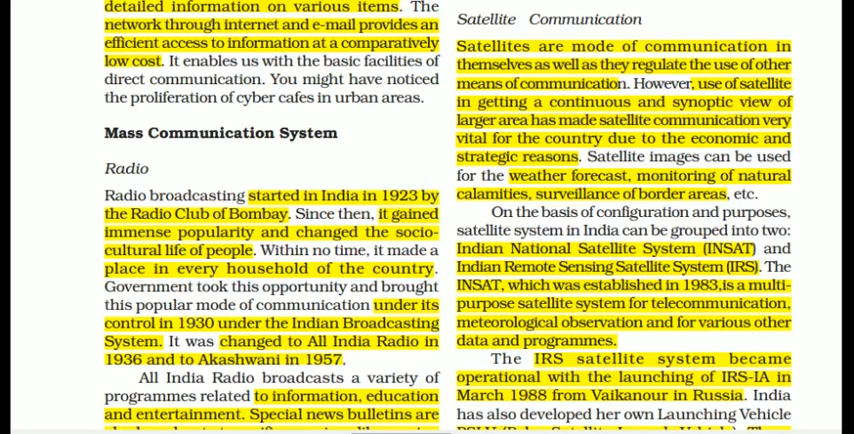 detailed information on various items. The
network through internet and e-mail provides an
efficient access to information at a comparatively
low cost. It enables us with the basic facilities of
direct communication. You might have noticed
the proliferation of cyber cafes in urban areas.
Mass Communication System
Radio
Radio broadcasting started in India in 1923 by
the Radio Club of Bombay. Since then, it gained
immense popularity and changed the socio-
cultural life of people. Within no time, it made a
place in every household of the country.
Government took this opportunity and brought
this popular mode of communication under its
control in 1930 under the Indian Broadcasting
System. It was changed to All India Radio in
1936 and to Akashwani in 1957.
All India Radio broadcasts a variety of
programmes related to information, education
and entertainment. Special news bulletins are
Satellite Communication
Satellites are mode of communication in
themselves as well as they regulate the use of other
means of communication. However, use of satellite
in getting a continuous and synoptic view of
larger area has made satellite communication very
vital for the country due to the economic and
strategic reasons. Satellite images can be used
for the weather forecast, monitoring of natural
calamities, surveillance of border areas, etc.
On the basis of configuration and purposes,
satellite system in India can be grouped into two:
Indian National Satellite System (INSAT) and
Indian Remote Sensing Satellite System (IRS). The
INSAT, which was established in 1983,is a multi-
purpose satellite system for telecommunication,
meteorological observation and for various other
data and programmes.
The IRS satellite system became
operational with the launching of IRS-IA in
March 1988 from Vaikanour in Russia. India
has also developed her own Launching Vehicle